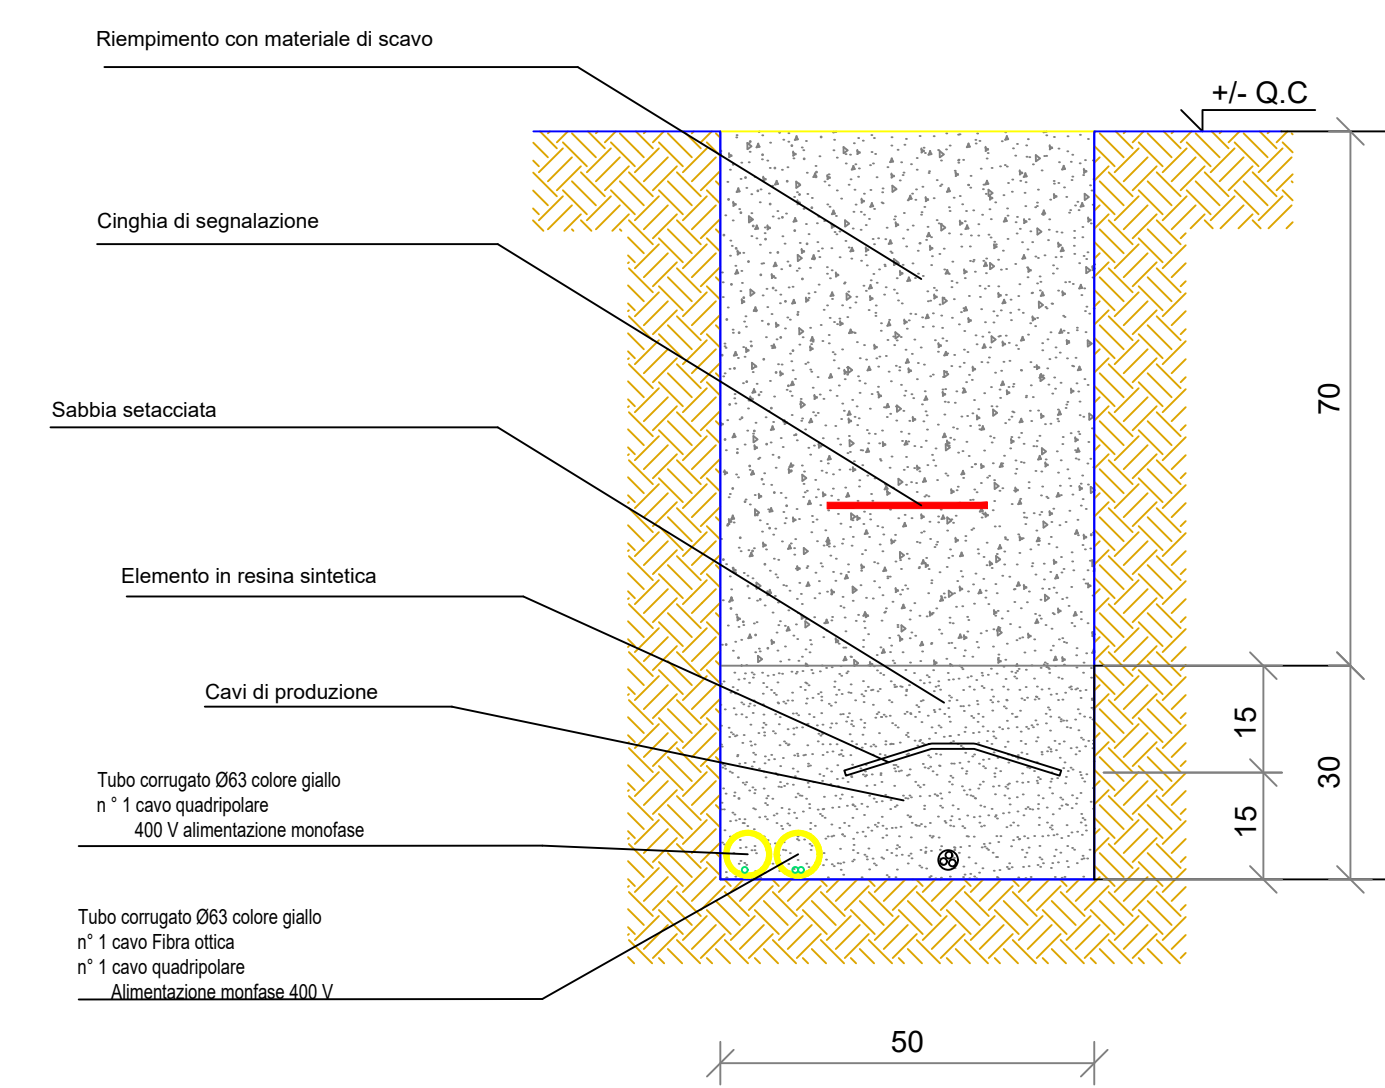 Riempimento con materiale di scavo
+/- Q.C
Cinghia di segnalazione
70
Sabbia setacciata
Elemento in resina sintetica
Cavi di produzione
15
30
15
Tubo corrugato Ø63 colore giallo
n ° 1 cavo quadripolare
400 V alimentazione monofase
Tubo corrugato Ø63 colore giallo
n° 1 cavo Fibra ottica
n° 1 cavo quadripolare
Alimentazione monfase 400 V
50